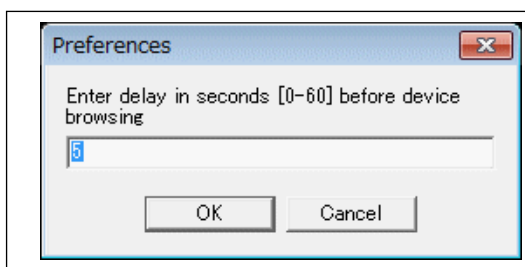 Preferences
Enter delay in seconds [0-60] before device
browsing
5
OK Cancel